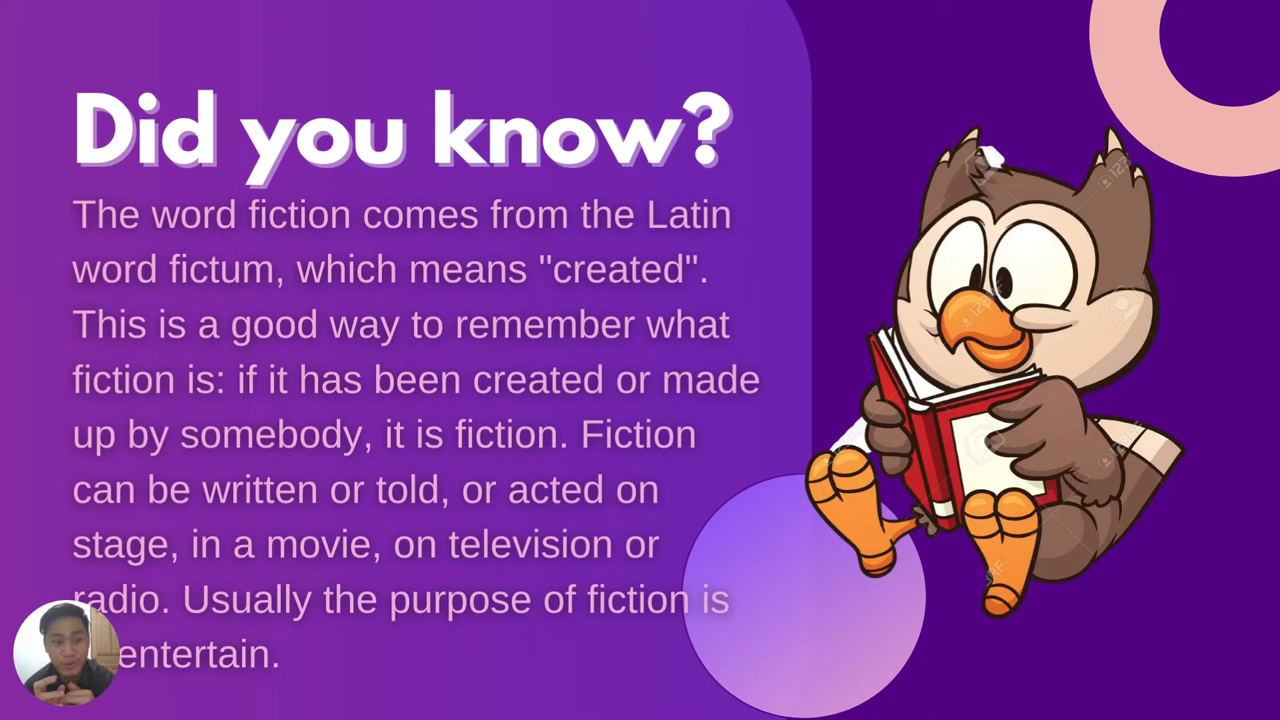 Did you know?
The word fiction comes from the Latin
word fictum, which means "created".
This is a good way to remember what
fiction is: if it has been created or made
up by somebody, it is fiction. Fiction
can be written or told, or acted on
stage, in a movie, on television or
radio. Usually the purpose of fiction is
entertain.